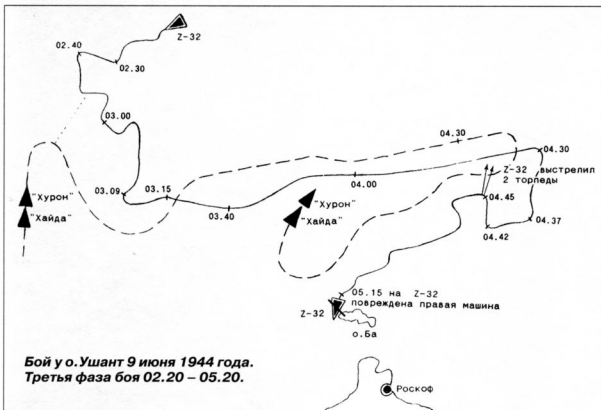 Z-32
02.40
02.30
03.00
04.30
04.30
Z-32 выстрелил
2 торпеды
03.09
03.15
04.00
"Хурон"
"Хайда"
"Хурон"
"Хайда"
03.40
04.45
04.42
04.37
05.15 на Z-32
повреждена правая машина
Z-32
о.Ба
Бой у о.Ушант 9 июня 1944 года.
Третья фаза боя 02.20 – 05.20.
Роскоф